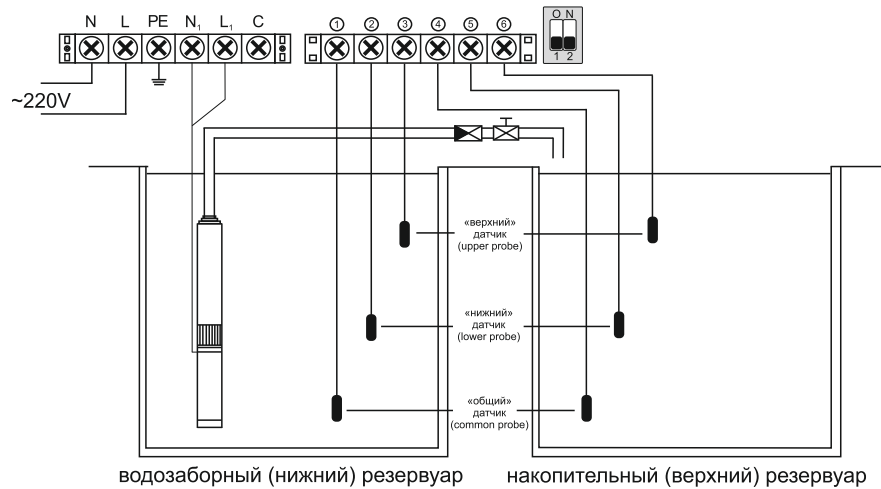 N L PE N₁ L₁ C ① ② ③ ④ ⑤ ⑥
ON
1 2
~220V
«верхний»
датчик
(upper probe)
«нижний»
датчик
(lower probe)
«общий»
датчик
(common probe)
водозаборный (нижний) резервуар
накопительный (верхний) резервуар